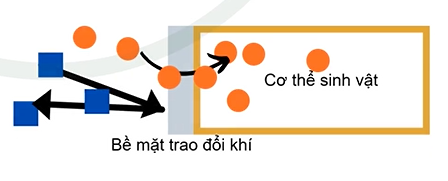 Cơ thể sinh vật
Bề mặt trao đổi khí